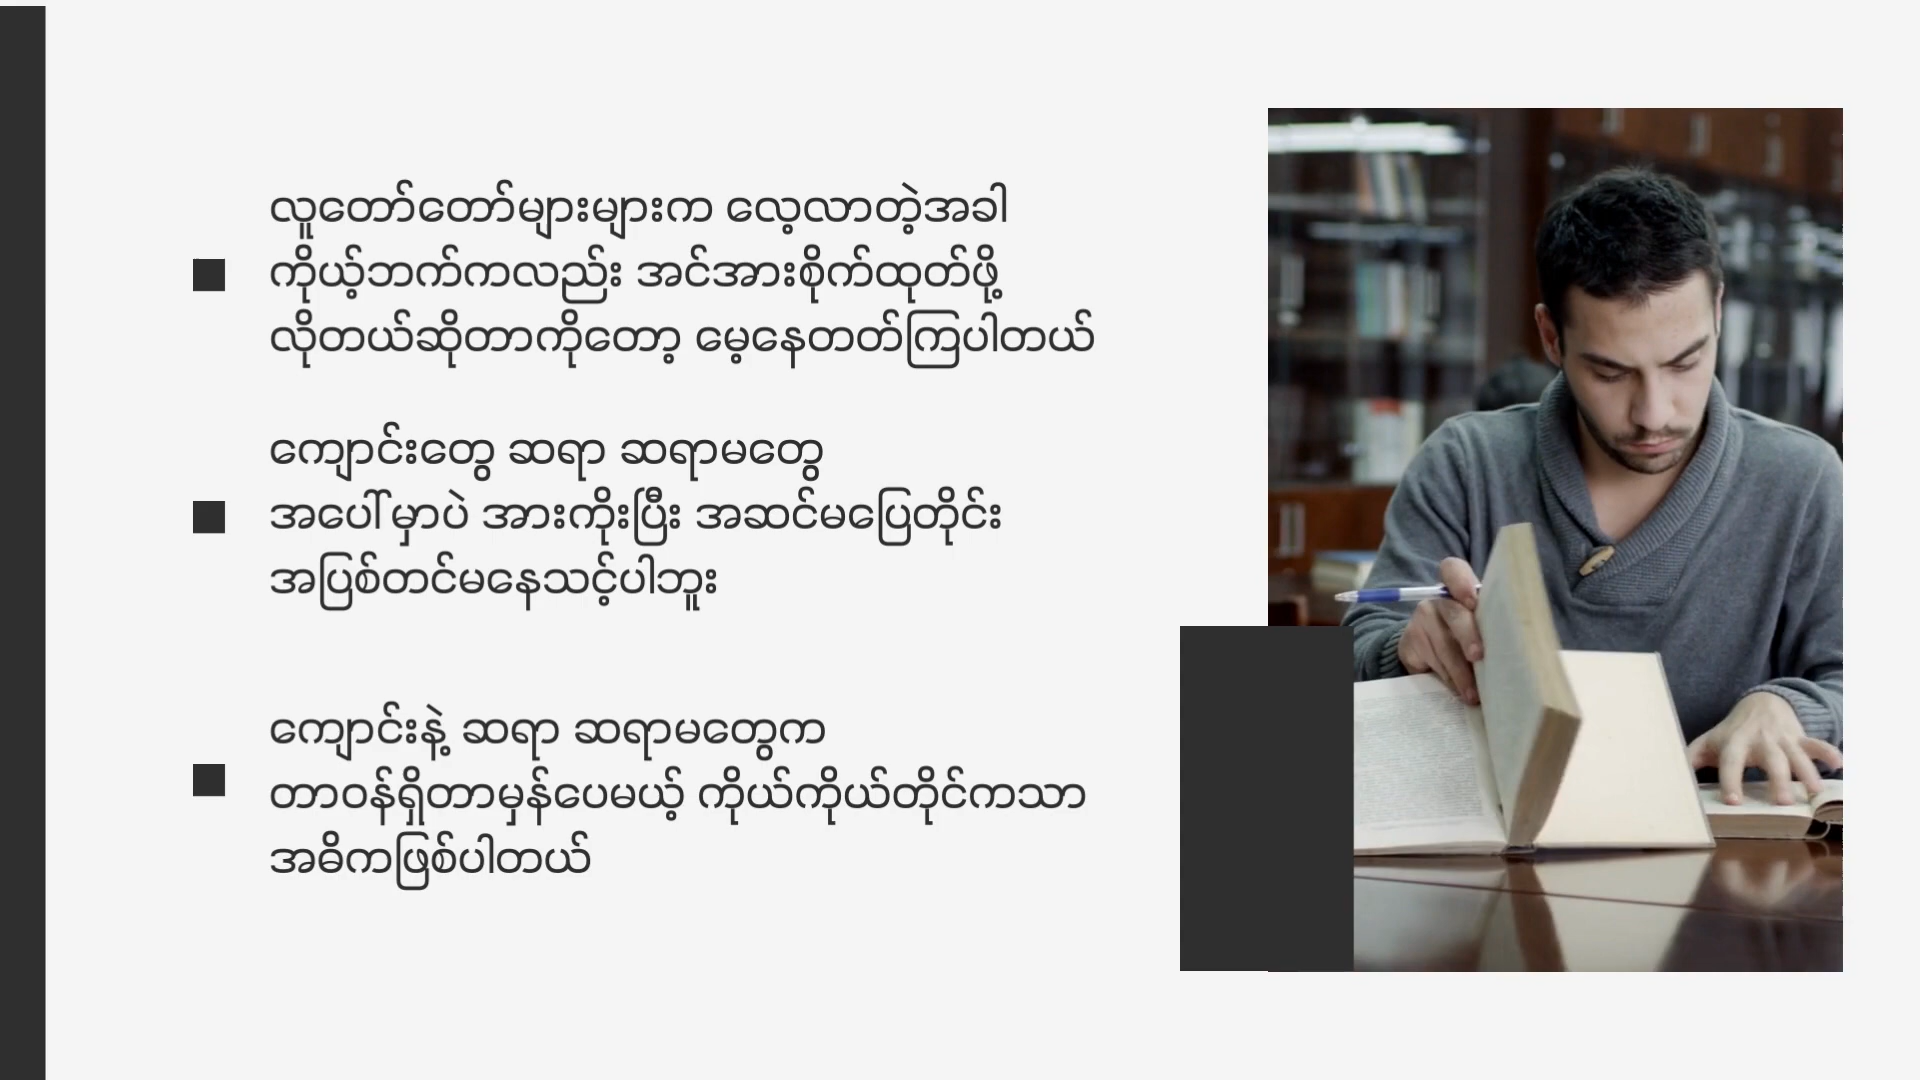 လူတော်တော်များများက လေ့လာတဲ့အခါ
ကိုယ့်ဘက်ကလည်း အင်အားစိုက်ထုတ်ဖို့
လိုတယ်ဆိုတာကိုတော့ မေ့နေတတ်ကြပါတယ်
ကျောင်းတွေ ဆရာ ဆရာမတွေ
အပေါ်မှာပဲ အားကိုးပြီး အဆင်မပြေတိုင်း
အပြစ်တင်မနေသင့်ပါဘူး
ကျောင်းနဲ့ ဆရာ ဆရာမတွေက
တာဝန်ရှိတာမှန်ပေမယ့် ကိုယ်ကိုယ်တိုင်ကသာ
အဓိကဖြစ်ပါတယ်